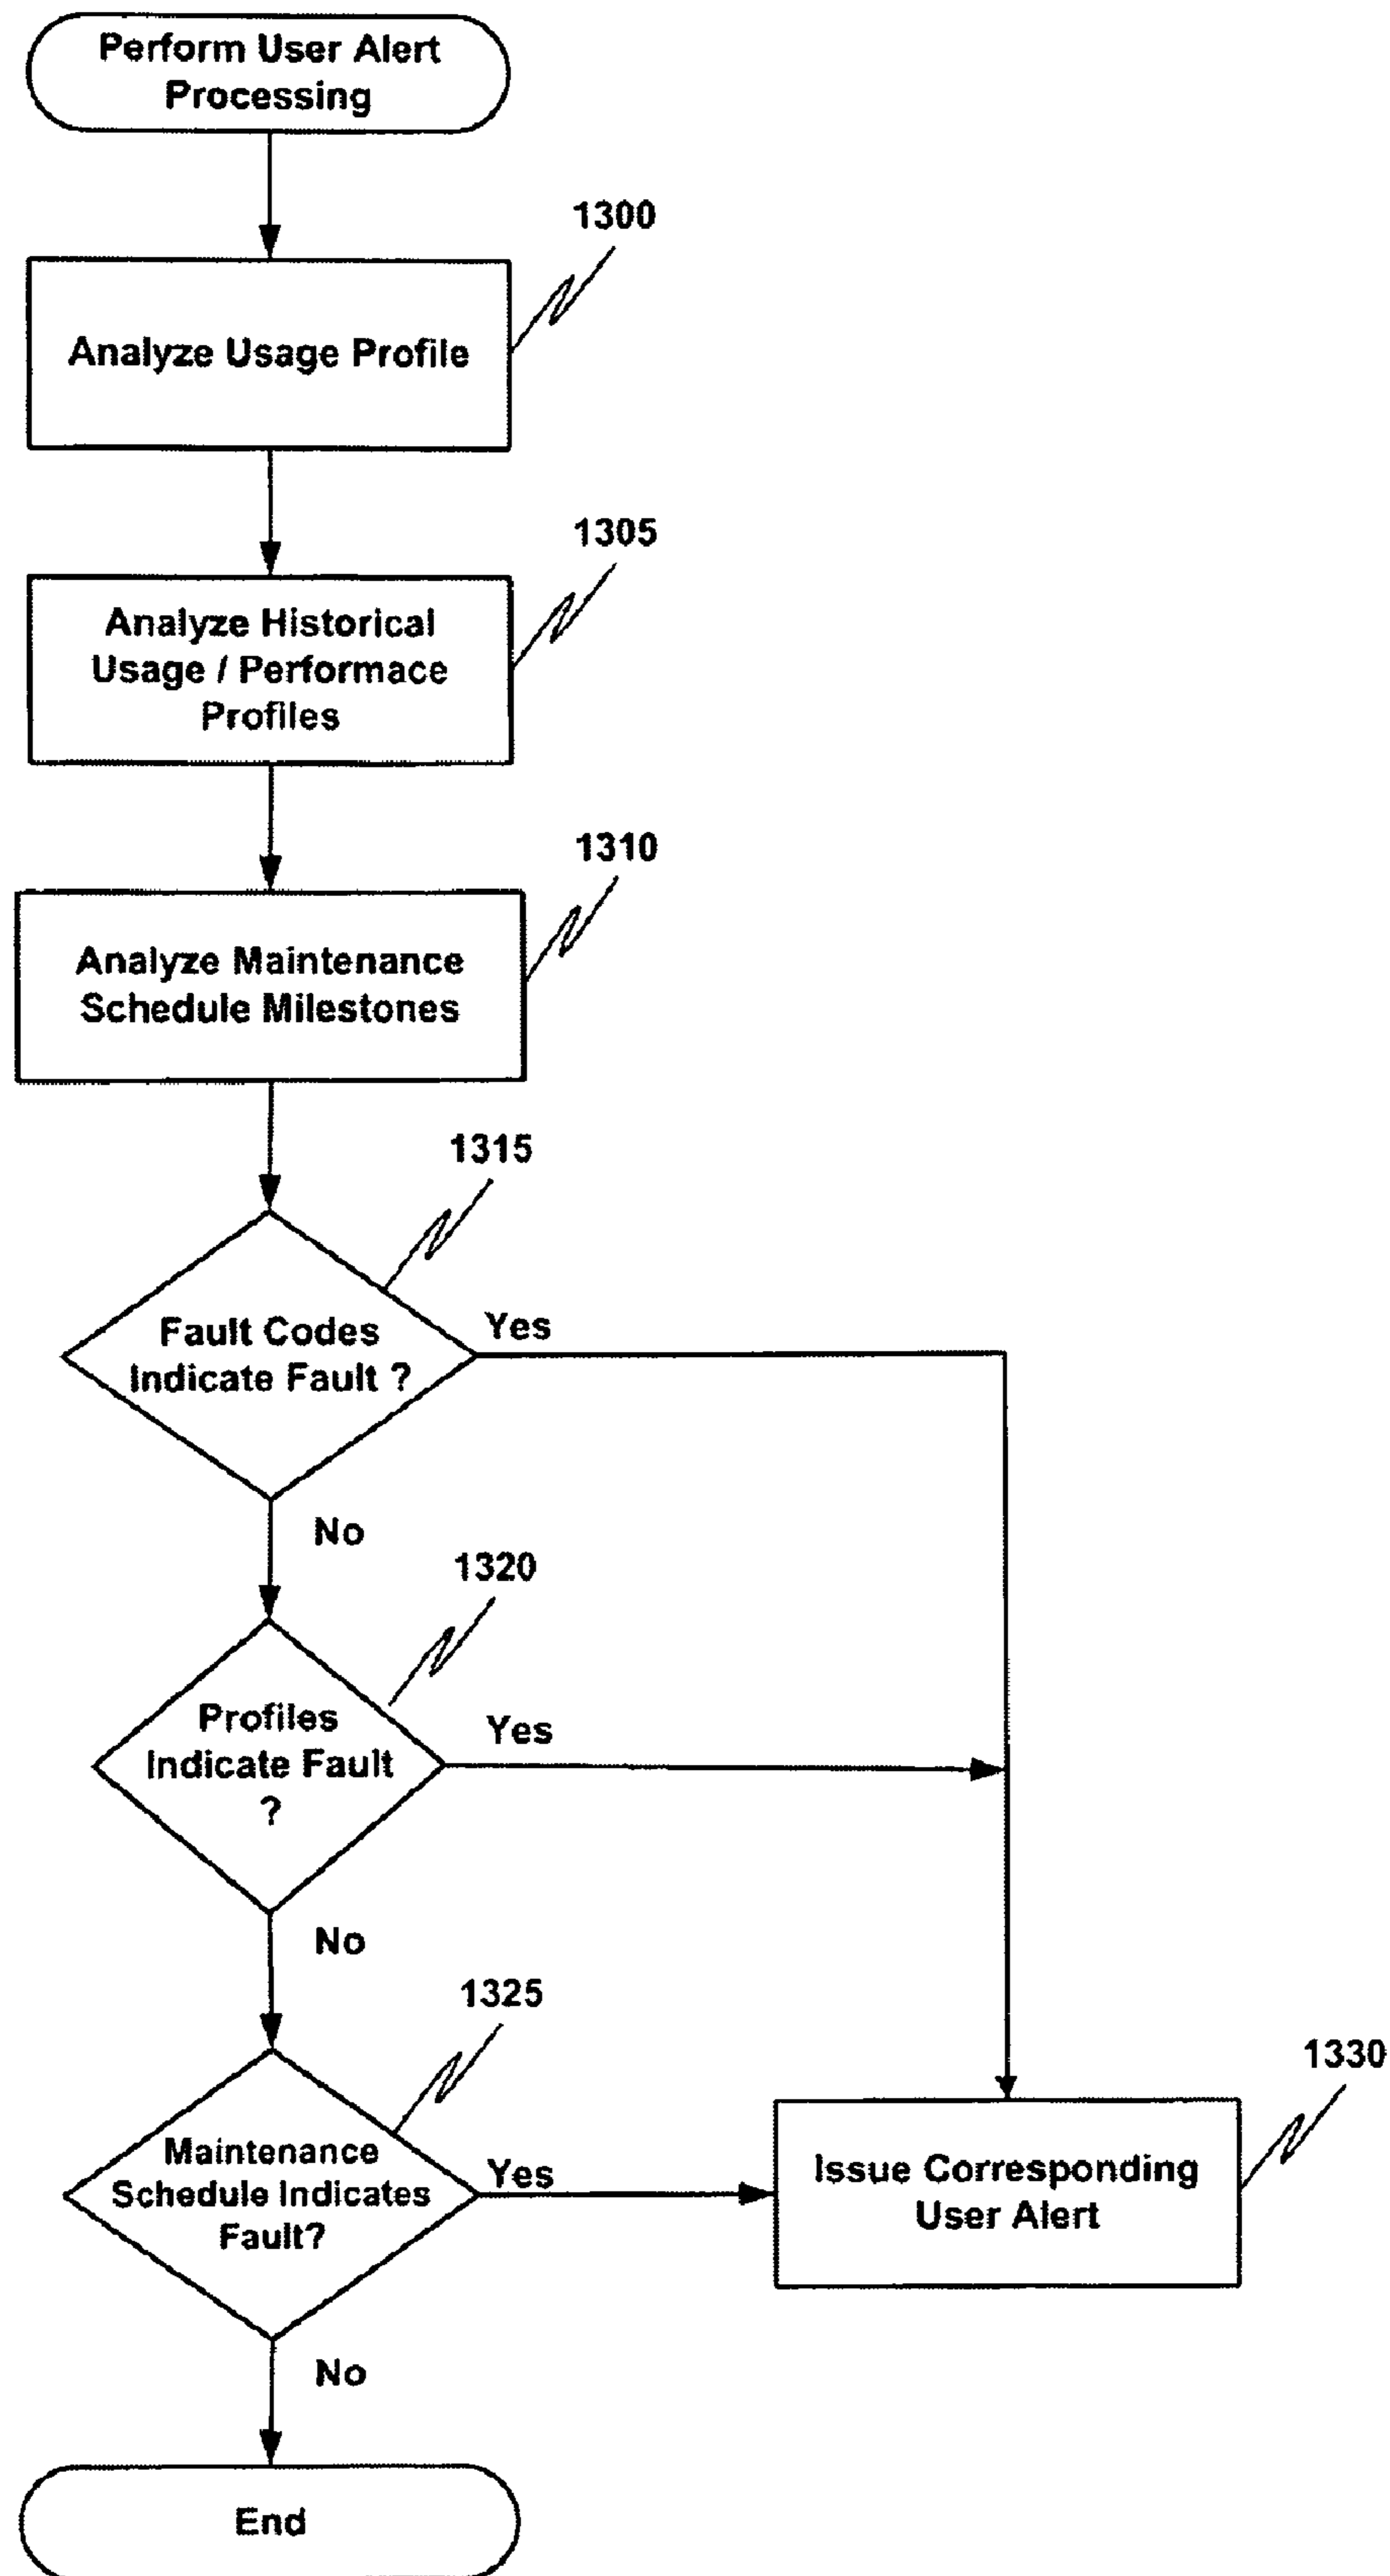 Perform User Alert
Processing
1300
Analyze Usage Profile
1305
Analyze Historical
Usage / Performace
Profiles
1310
Analyze Maintenance
Schedule Milestones
1315
Fault Codes
Indicate Fault ?
Yes
No
1320
Profiles
Indicate Fault
?
Yes
No
1325
Maintenance
Schedule Indicates
Fault?
Yes
1330
Issue Corresponding
User Alert
No
End